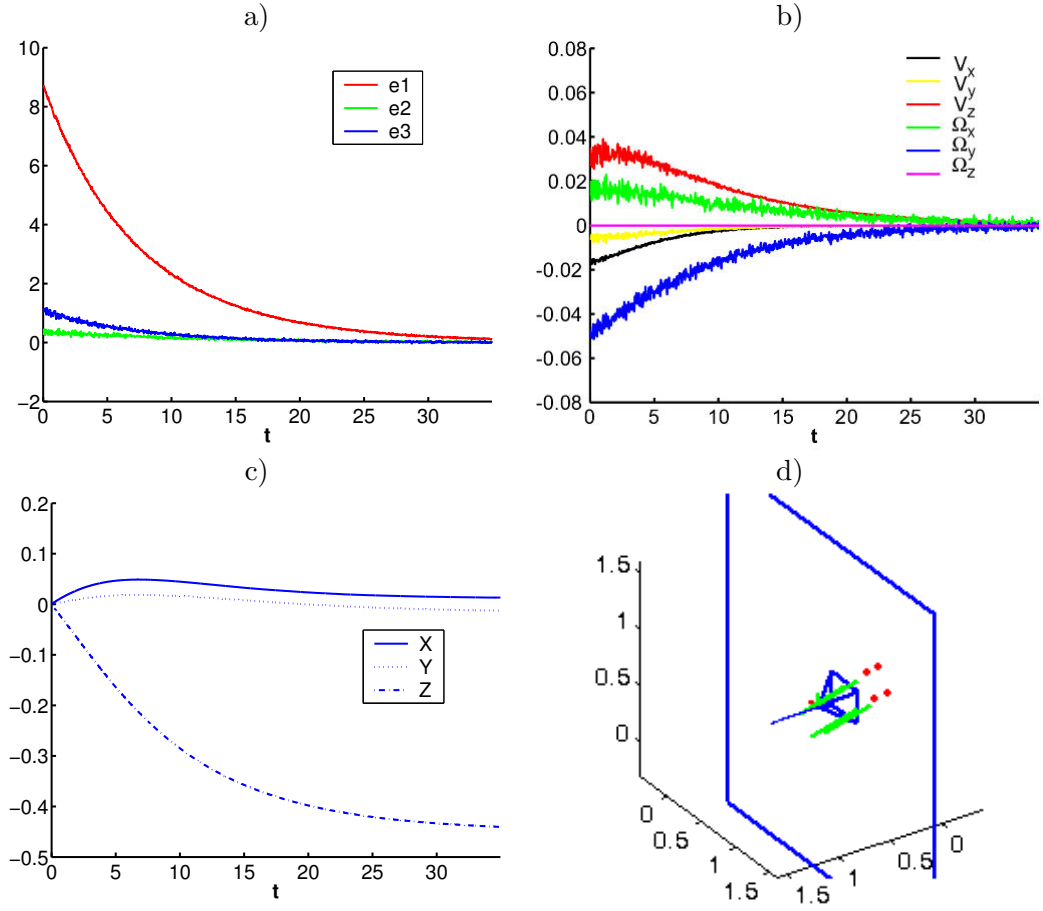 a)
10
8
6
4
2
0
−2
0 5 10 15 20 25 30
t
e1
e2
e3
b)
0.08
0.06
0.04
0.02
0
-0.02
-0.04
-0.06
-0.08
0 5 10 15 20 25 30
t
V_x
V_y
V_z
Ω_x
Ω_y
Ω_z
c)
0.2
0.1
0
−0.1
−0.2
−0.3
−0.4
−0.5
0 5 10 15 20 25 30
t
X
Y
Z
d)
1.5
1
0.5
0
0
0.5
1
1.5
1.5
1
0.5
0